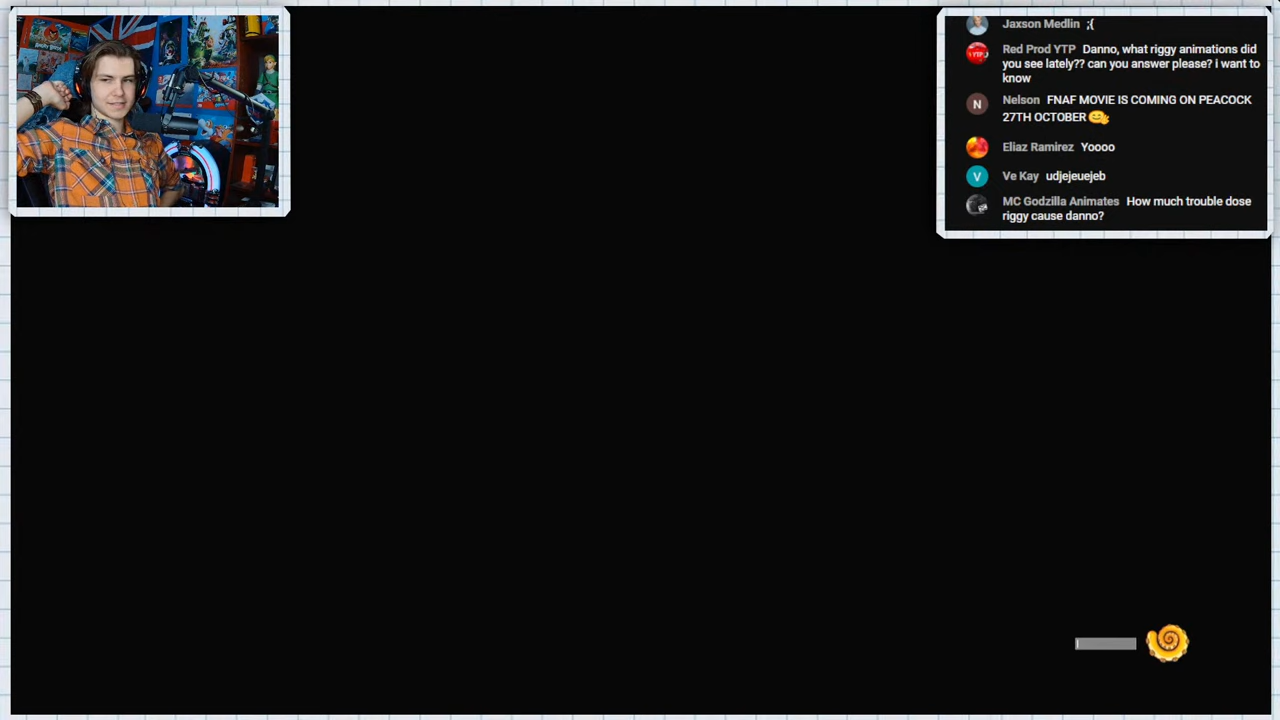 Jaxson Medlin ;(
Red Prod YTP Danno, what riggy animations did
you see lately?? can you answer please? i want to
know
N
Nelson FNAF MOVIE IS COMING ON PEACOCK
27TH OCTOBER 🤗
Eliaz Ramirez Yoooo
V
Ve Kay udjejeuejeb
MC Godzilla Animates How much trouble dose
riggy cause danno?